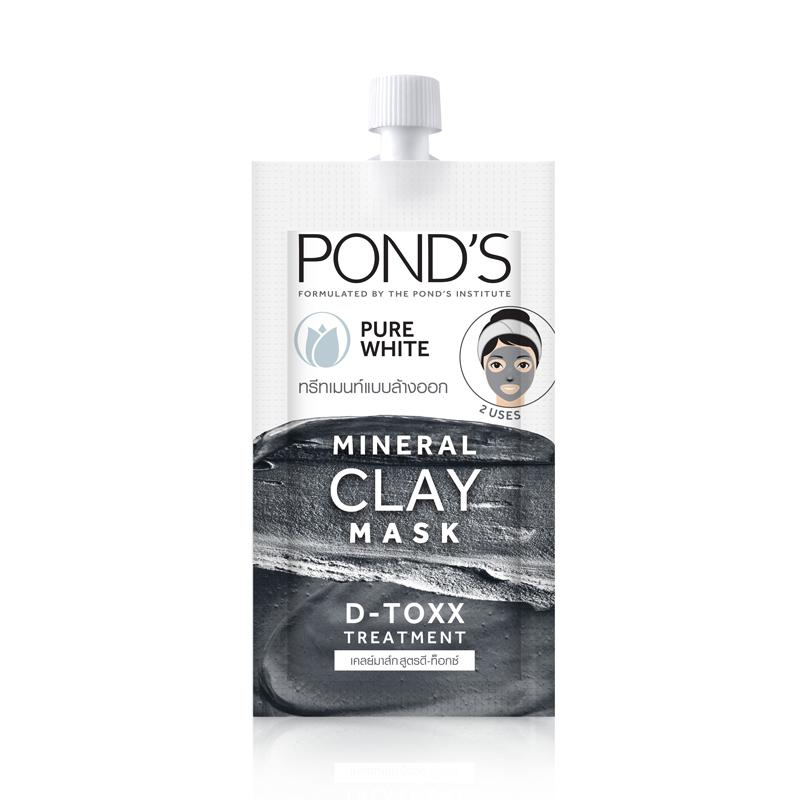 POND'S
FORMULATED BY THE POND'S INSTITUTE
PURE
WHITE
ทรีทเมนท์แบบล้างออก
2 USES
MINERAL
CLAY
MASK
D-TOXX
TREATMENT
เคลย์มาส์ก สูตรดี-ท็อกซ์